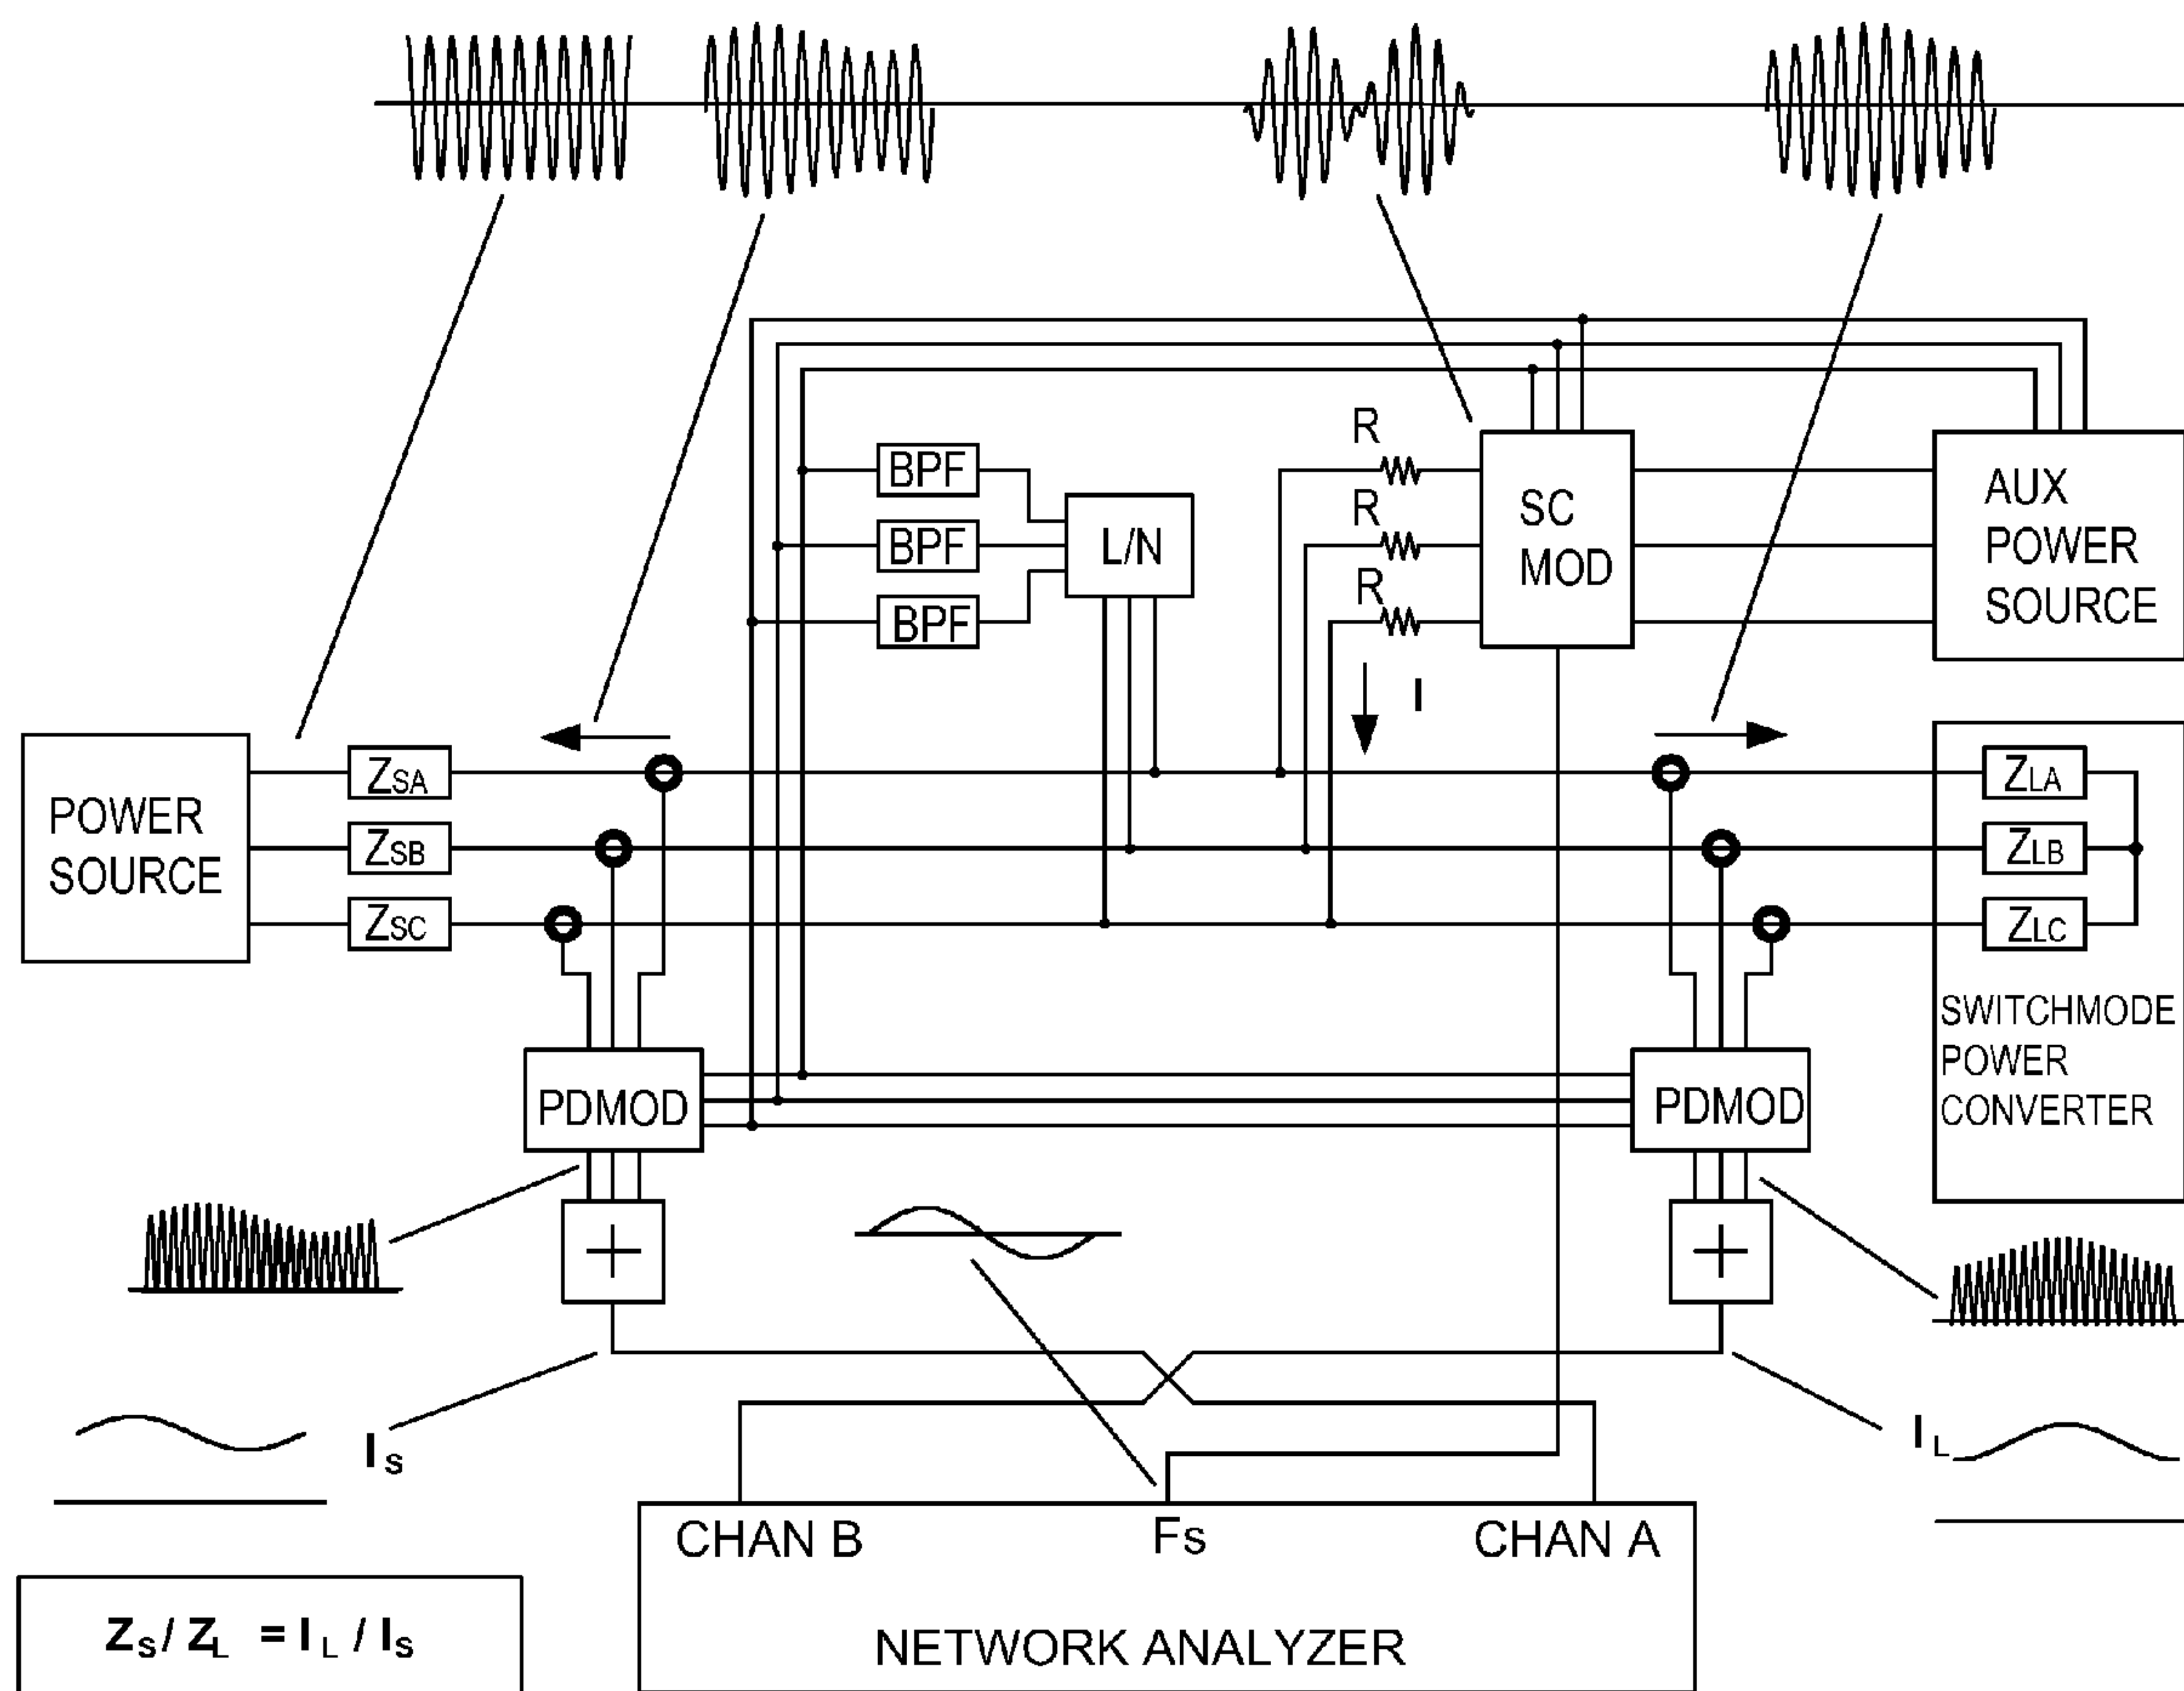 R
BPF
SC
MOD
AUX
POWER
SOURCE
R
BPF
L/N
R
BPF
I
POWER
SOURCE
ZSA
ZSB
ZSC
ZLA
ZLB
ZLC
SWITCHMODE
POWER
CONVERTER
PDMOD
PDMOD
+
+
IS
IL
CHAN B
FS
CHAN A
NETWORK ANALYZER
ZS/ ZL = IL / IS